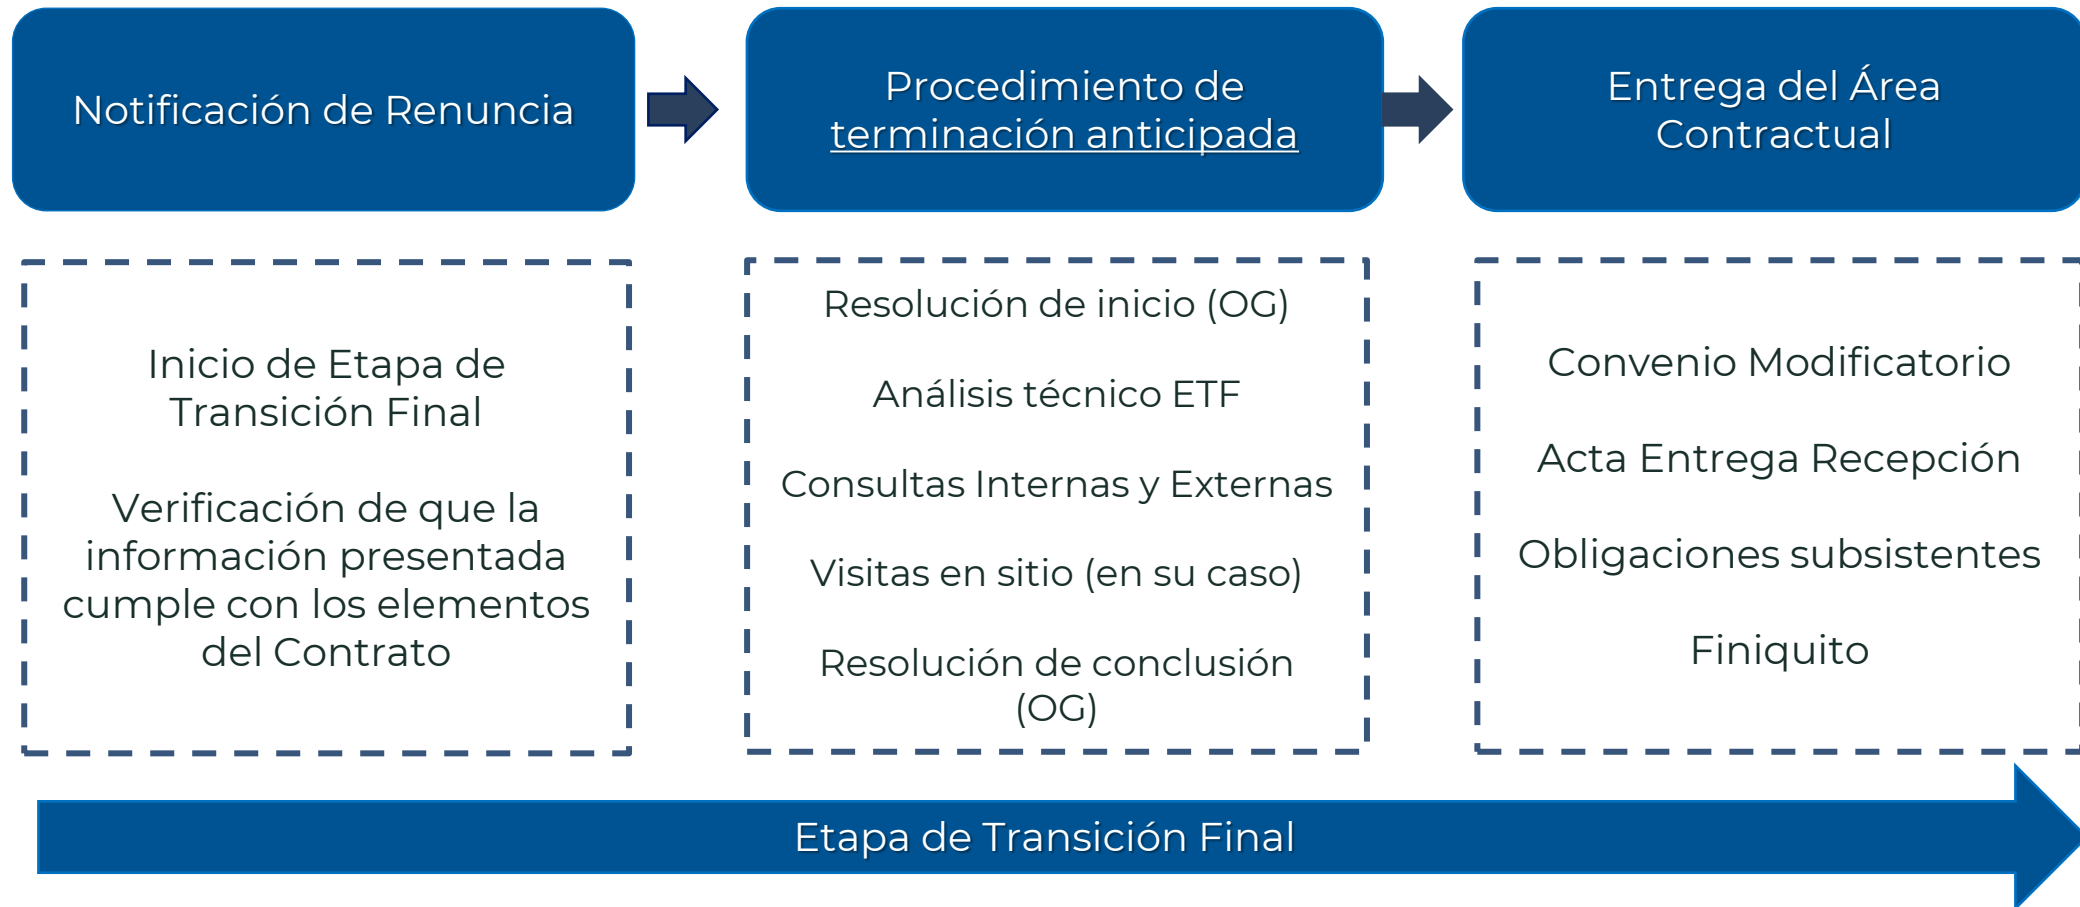 Notificación de Renuncia
Procedimiento de
terminación anticipada
Entrega del Área
Contractual
Inicio de Etapa de
Transición Final
Verificación de que la
información presentada
cumple con los elementos
del Contrato
Resolución de inicio (OG)
Análisis técnico ETF
Consultas Internas y Externas
Visitas en sitio (en su caso)
Resolución de conclusión
(OG)
Convenio Modificatorio
Acta Entrega Recepción
Obligaciones subsistentes
Finiquito
Etapa de Transición Final